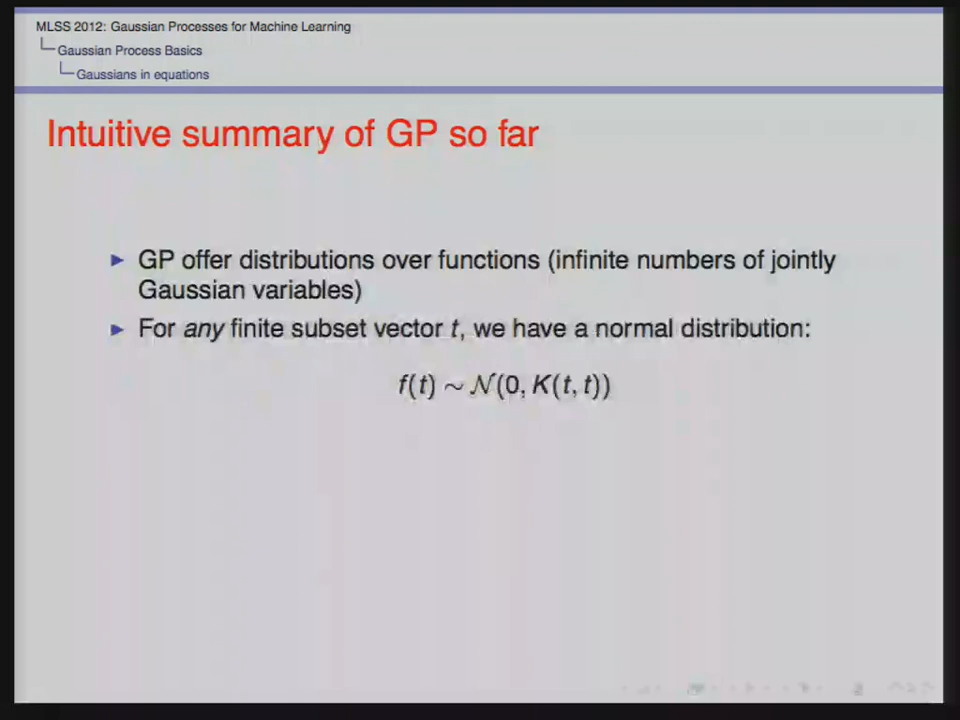 MLSS 2012: Gaussian Processes for Machine Learning
Gaussian Process Basics
Gaussians in equations
Intuitive summary of GP so far
GP offer distributions over functions (infinite numbers of jointly
Gaussian variables)
For any finite subset vector t, we have a normal distribution:
f(t) ∼ 𝒩(0, K(t, t))